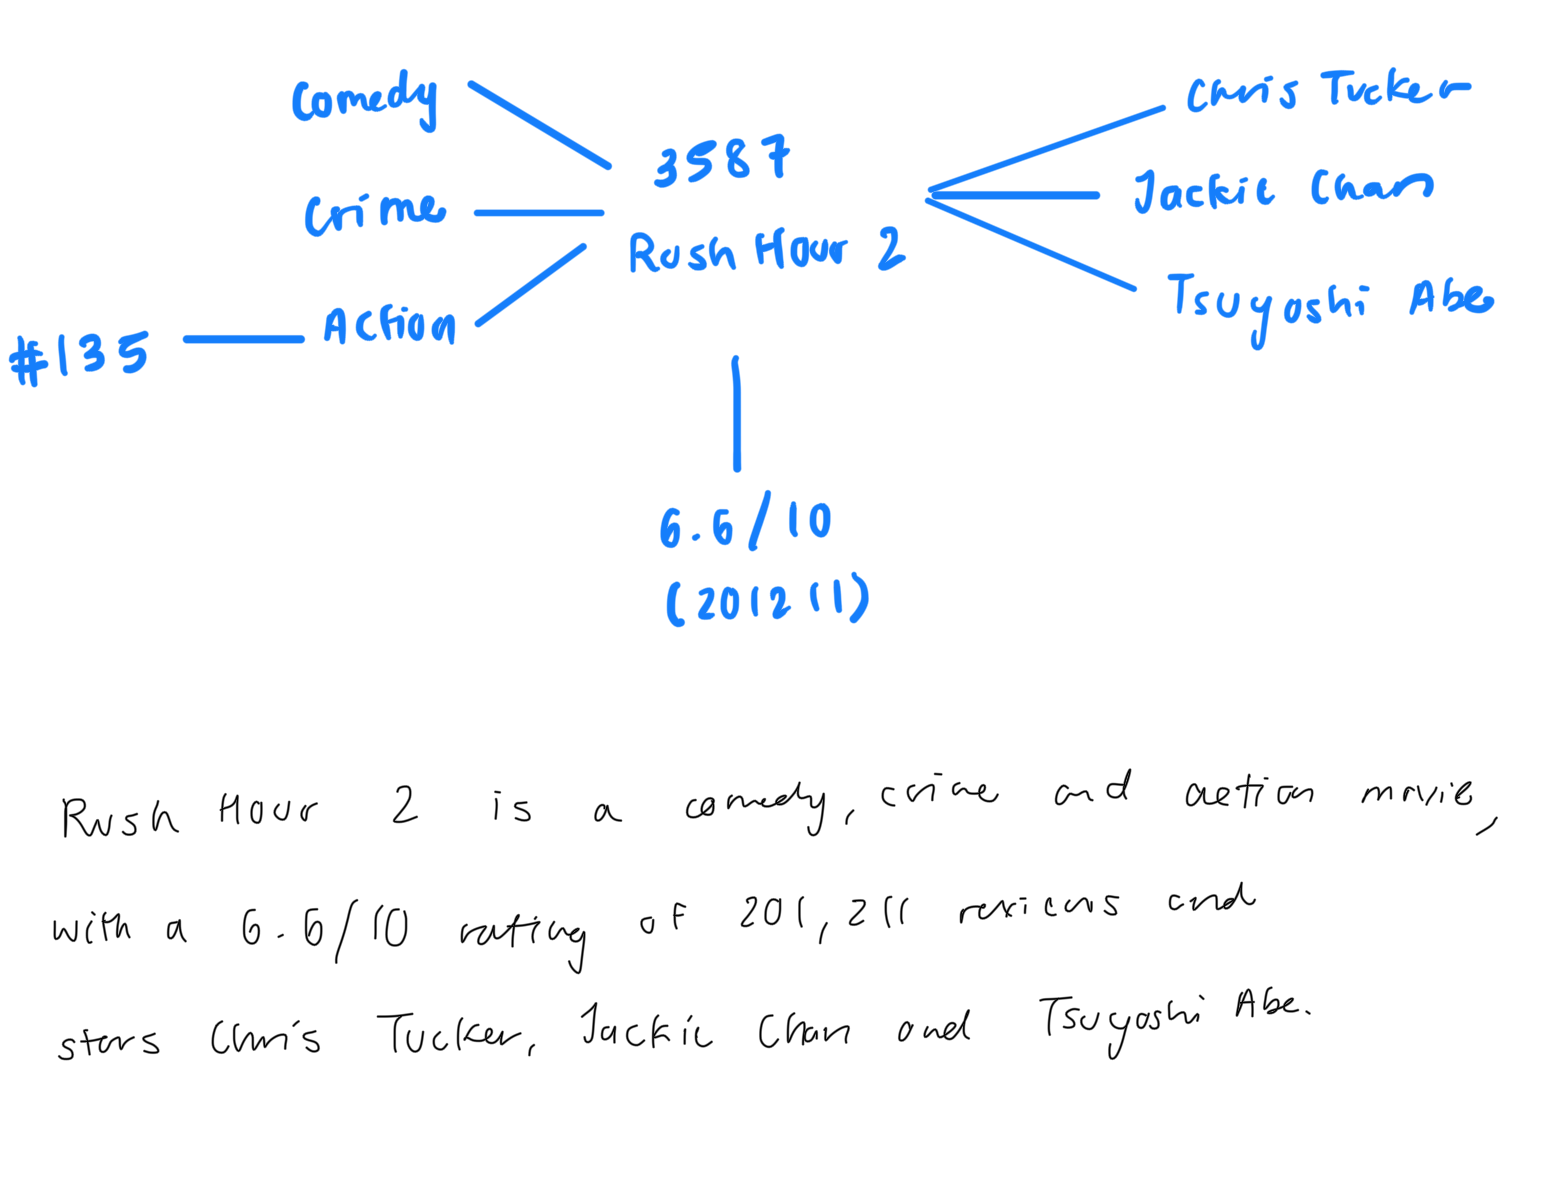 Comedy
Chris Tucker
3587
Crime
Jackie Chan
Rush Hour 2
Action
Tsuyoshi Abe
#135
6.6/10
(201211)
Rush Hour 2 is a comedy, crime and action movie,
with a 6.6/10 rating of 201,211 reviews and
stars Chris Tucker, Jackie Chan and Tsuyoshi Abe.